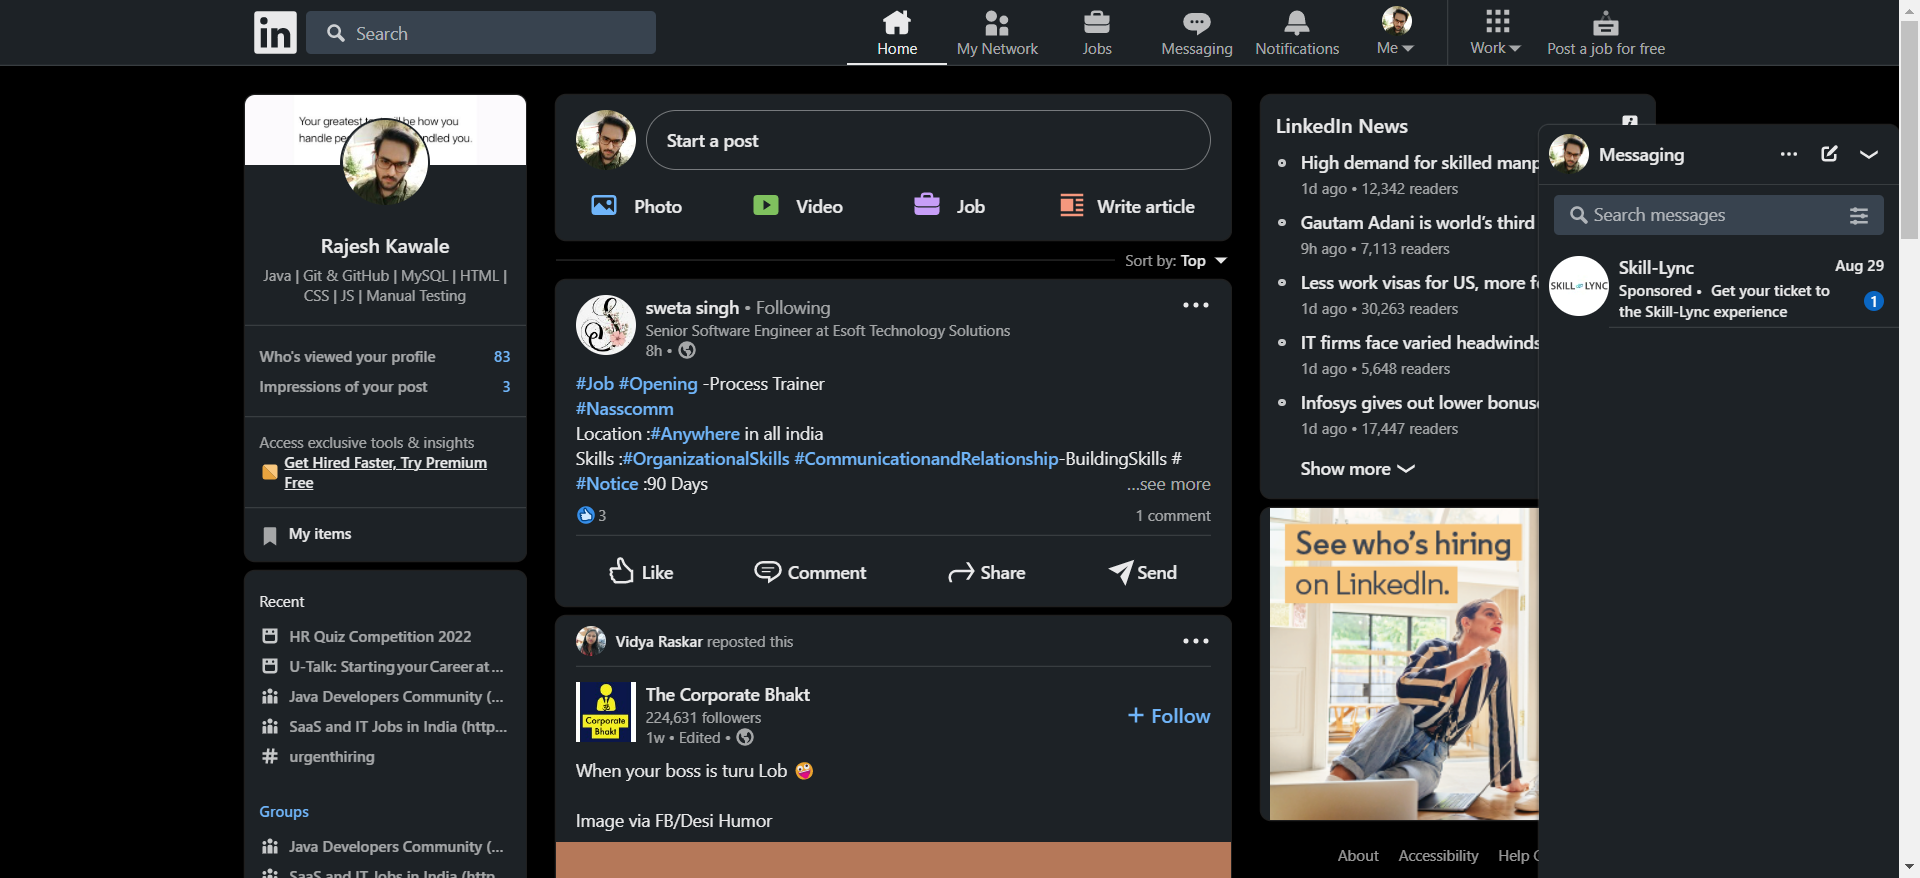 in
Search
Home
My Network
Jobs
Messaging
Notifications
Me
Work
Post a job for free
Your greatest
be how you
handle
ndled you.
Rajesh Kawale
Java | Git & GitHub | MySQL | HTML |
CSS | JS | Manual Testing
Who's viewed your profile 83
Impressions of your post 3
Access exclusive tools & insights
Get Hired Faster, Try Premium
Free
My items
Recent
HR Quiz Competition 2022
U-Talk: Starting your Career at ...
Java Developers Community (...
SaaS and IT Jobs in India (http...
# urgenthiring
Groups
Java Developers Community (...
SaaS and IT Jobs in India (http...
Start a post
Photo
Video
Job
Write article
Sort by: Top
sweta singh • Following
Senior Software Engineer at Esoft Technology Solutions
8h •
#Job #Opening -Process Trainer
#Nasscomm
Location :#Anywhere in all india
Skills :#OrganizationalSkills #CommunicationandRelationship-BuildingSkills #
#Notice :90 Days ...see more
3
1 comment
Like
Comment
Share
Send
Vidya Raskar reposted this
Corporate
Bhakt
The Corporate Bhakt
224,631 followers
1w • Edited •
+ Follow
When your boss is turu Lob
Image via FB/Desi Humor
LinkedIn News
High demand for skilled manp
1d ago • 12,342 readers
Gautam Adani is world's third
9h ago • 7,113 readers
Less work visas for US, more f
1d ago • 30,263 readers
IT firms face varied headwinds
1d ago • 5,648 readers
Infosys gives out lower bonus
1d ago • 17,447 readers
Show more
See who's hiring
on LinkedIn.
About
Accessibility
Help
Messaging
Search messages
SKILL LYNC
Skill-Lync Aug 29
Sponsored • Get your ticket to
the Skill-Lync experience
1